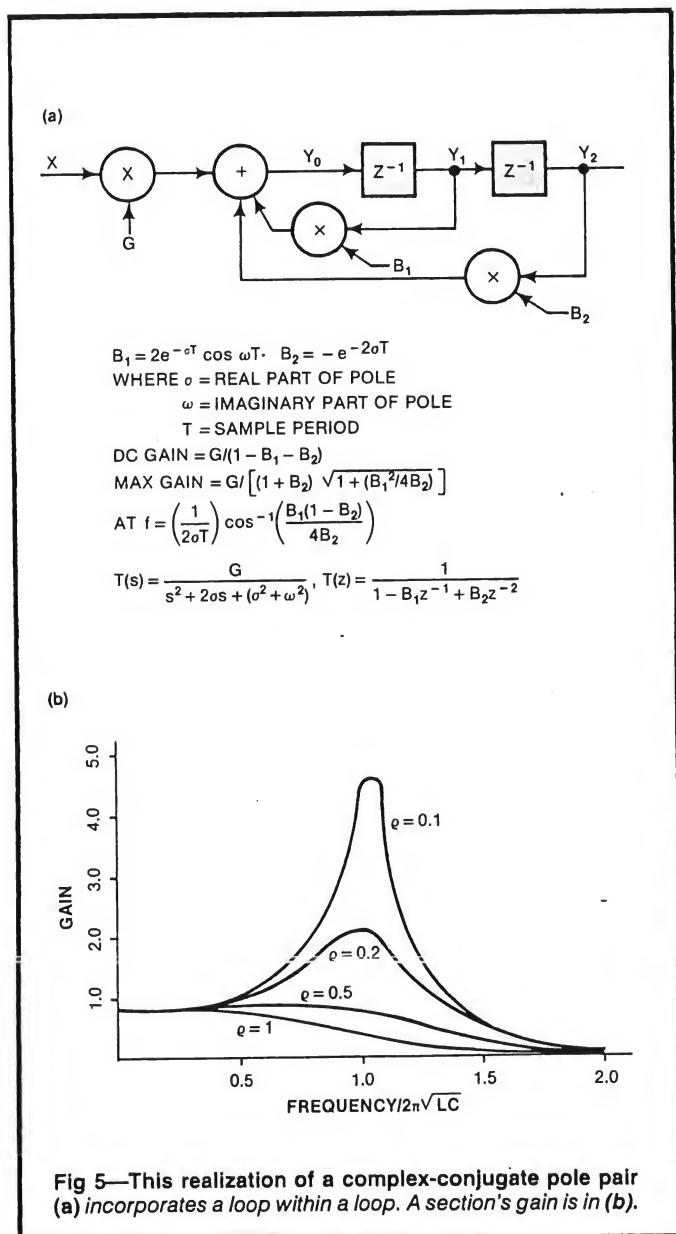 (a)
X
X
G
+
Y₀
Z⁻¹
Y₁
Z⁻¹
Y₂
X
B₁
X
B₂
B₁ = 2e^−σT cos ωT. B₂ = − e^−2σT
WHERE σ = REAL PART OF POLE
ω = IMAGINARY PART OF POLE
T = SAMPLE PERIOD
DC GAIN = G/(1 − B₁ − B₂)
MAX GAIN = G/[(1 + B₂) √1 + (B₁²/4B₂)]
AT f = (1/2σT) cos⁻¹(B₁(1 − B₂)/4B₂)
T(s) = G/s² + 2σs + (σ² + ω²), T(z) = 1/1 − B₁z⁻¹ + B₂z⁻²
(b)
5.0
4.0
3.0
2.0
1.0
GAIN
ϱ = 0.1
ϱ = 0.2
ϱ = 0.5
ϱ = 1
0.5
1.0
1.5
2.0
FREQUENCY/2π√LC
Fig 5—This realization of a complex-conjugate pole pair
(a) incorporates a loop within a loop. A section's gain is in (b).